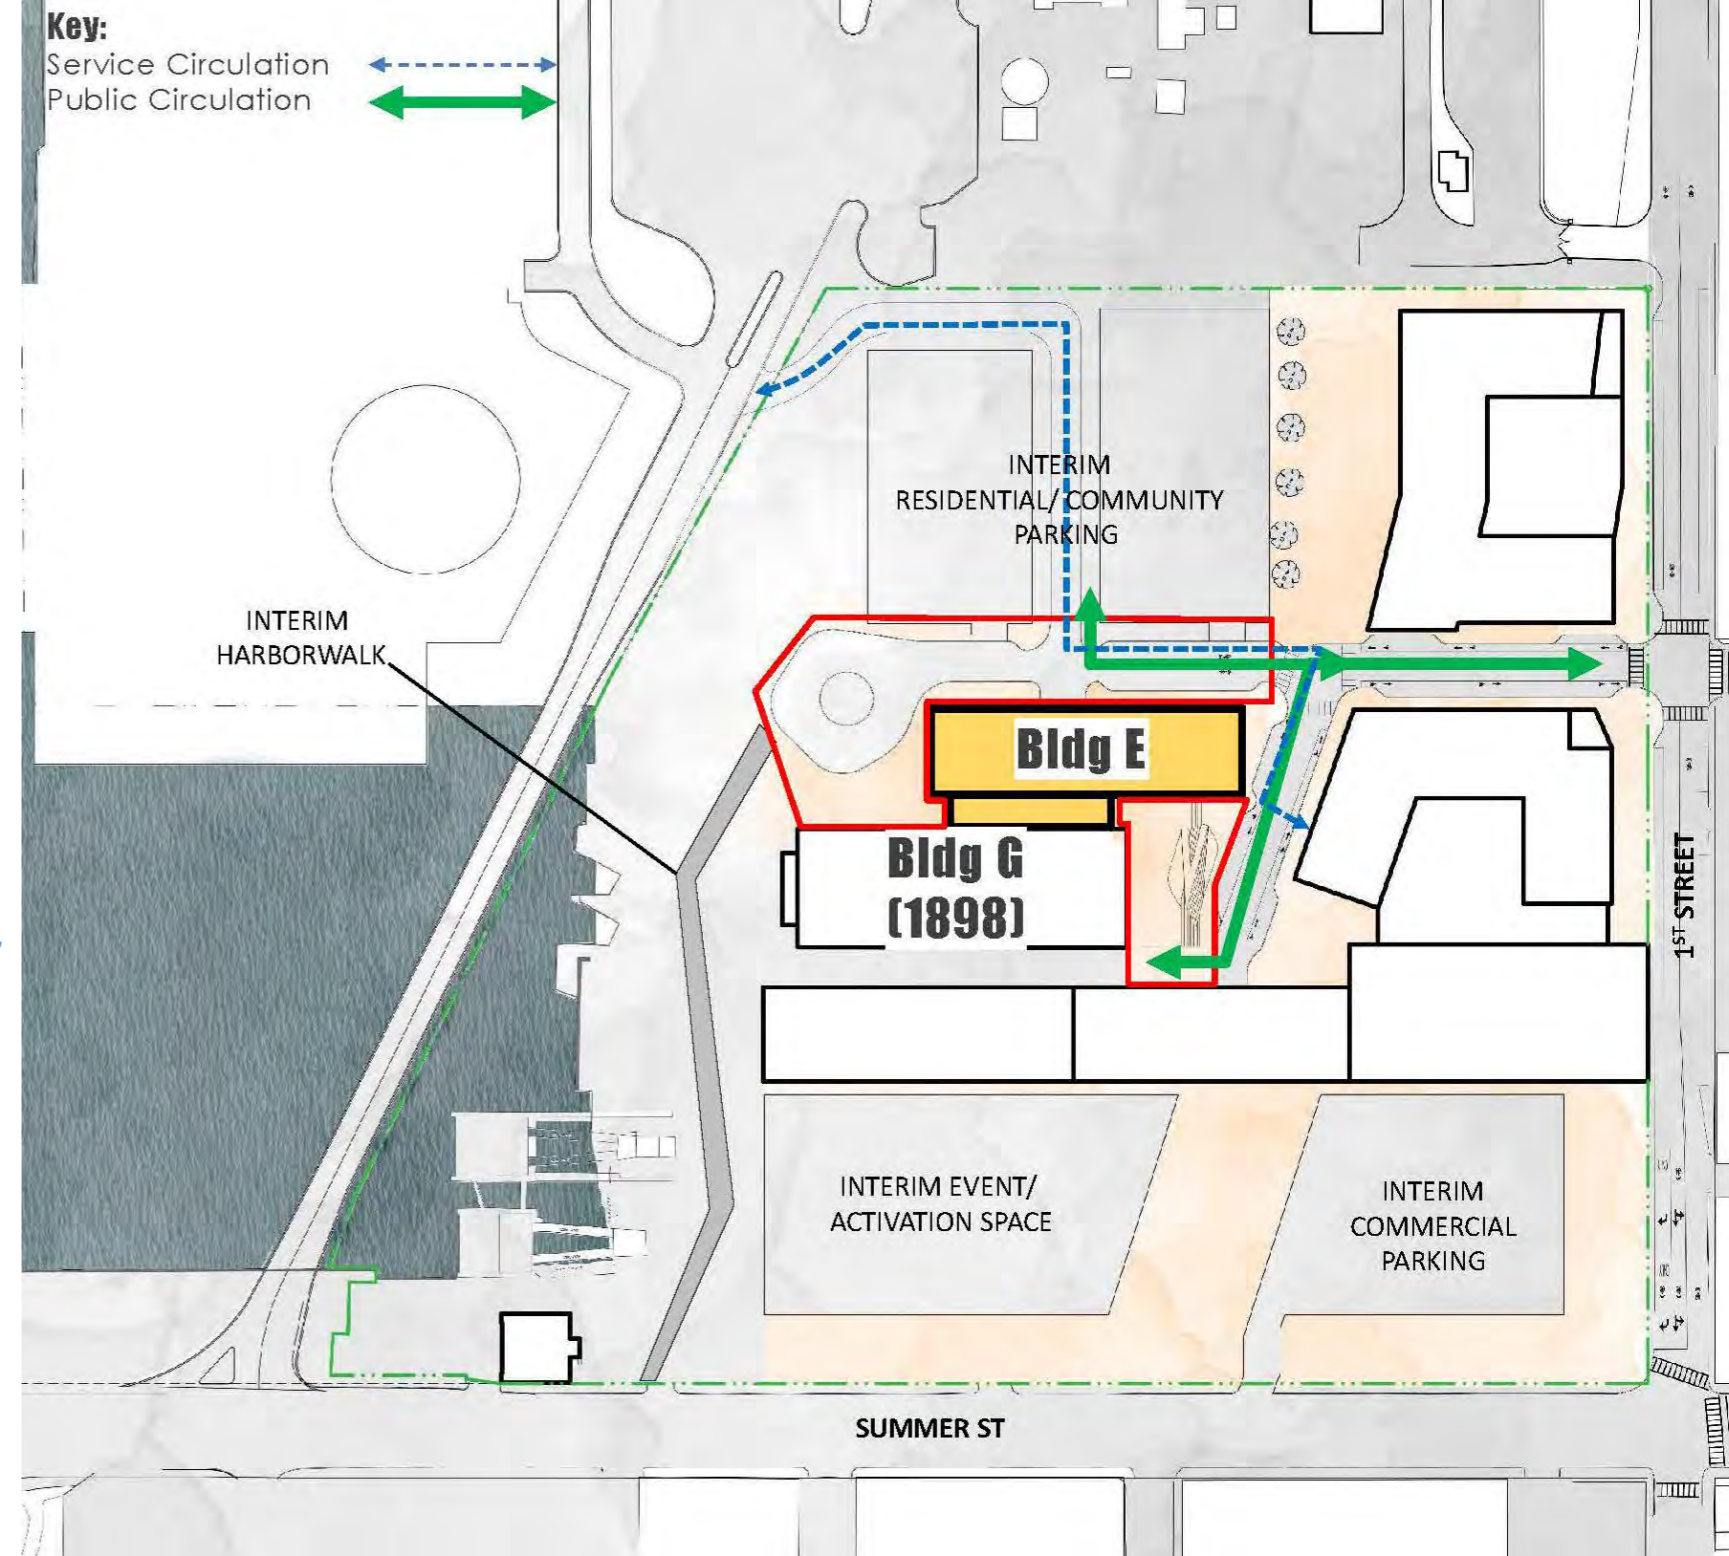 Key:
Service Circulation
Public Circulation
INTERIM
RESIDENTIAL/ COMMUNITY
PARKING
INTERIM
HARBORWALK
Bldg E
Bldg G
(1898)
1ST STREET
INTERIM EVENT/
ACTIVATION SPACE
INTERIM
COMMERCIAL
PARKING
SUMMER ST